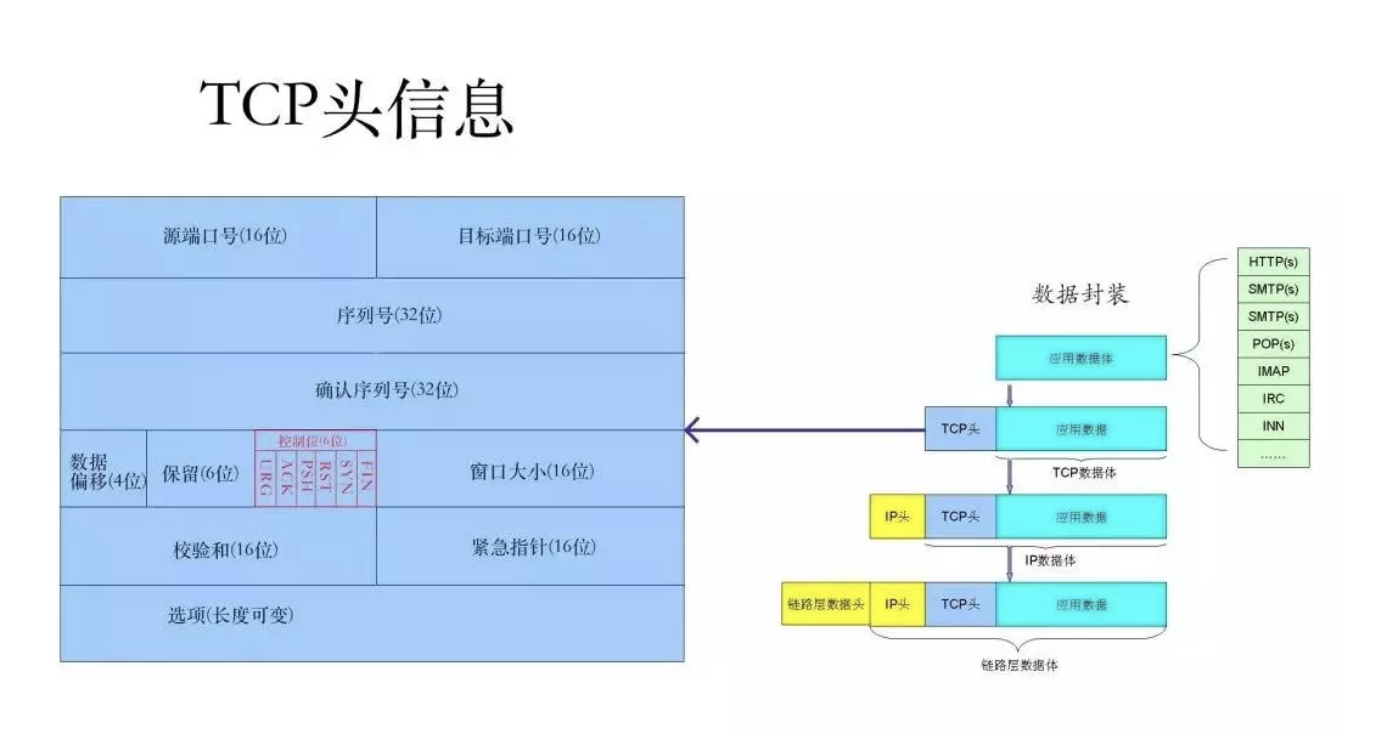 TCP头信息
源端口号(16位)
目标端口号(16位)
序列号(32位)
确认序列号(32位)
数据
偏移(4位)
保留(6位)
控制位(6位)
URG
ACK
PSH
RST
SYN
FIN
窗口大小(16位)
校验和(16位)
紧急指针(16位)
选项(长度可变)
数据封装
应用数据体
TCP头
应用数据
TCP数据体
IP头
TCP头
应用数据
IP数据体
链路层数据头
IP头
TCP头
应用数据
链路层数据体
HTTP(s)
SMTP(s)
SMTP(s)
POP(s)
IMAP
IRC
INN
……